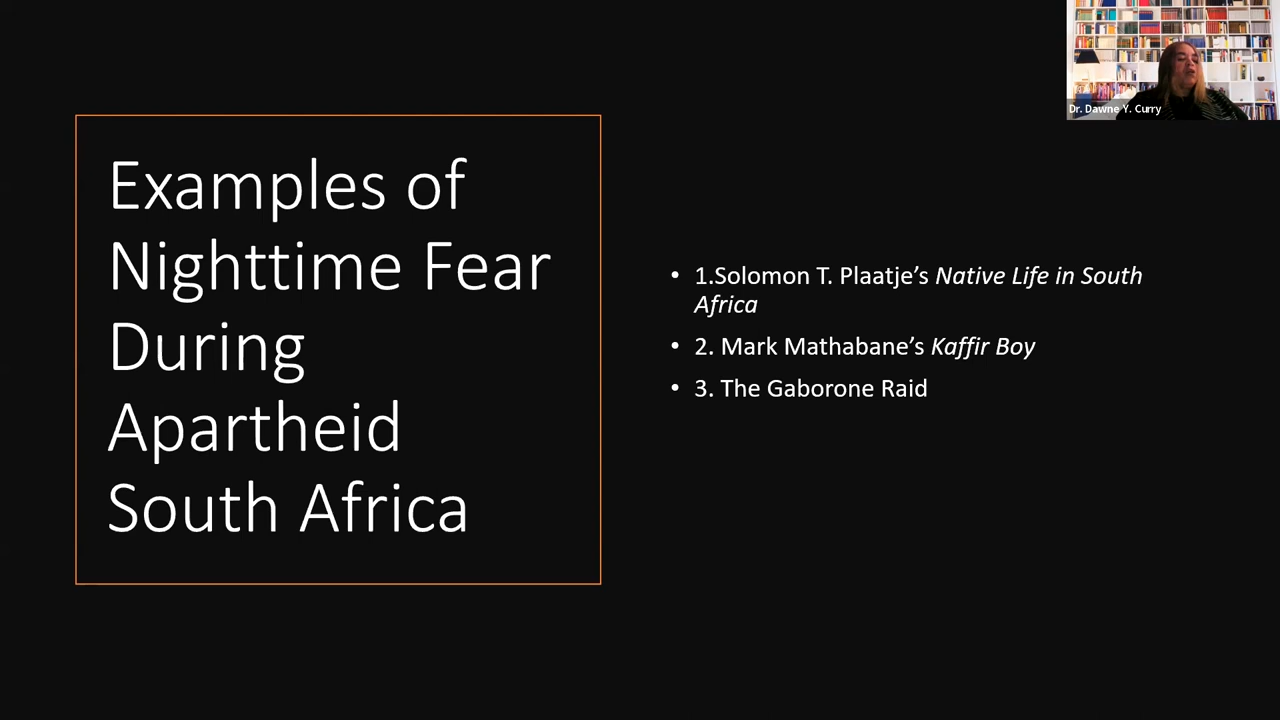 Dr. Dawne Y. Curry
Examples of
Nighttime Fear
During
Apartheid
South Africa
• 1.Solomon T. Plaatje’s Native Life in South
Africa
• 2. Mark Mathabane’s Kaffir Boy
• 3. The Gaborone Raid